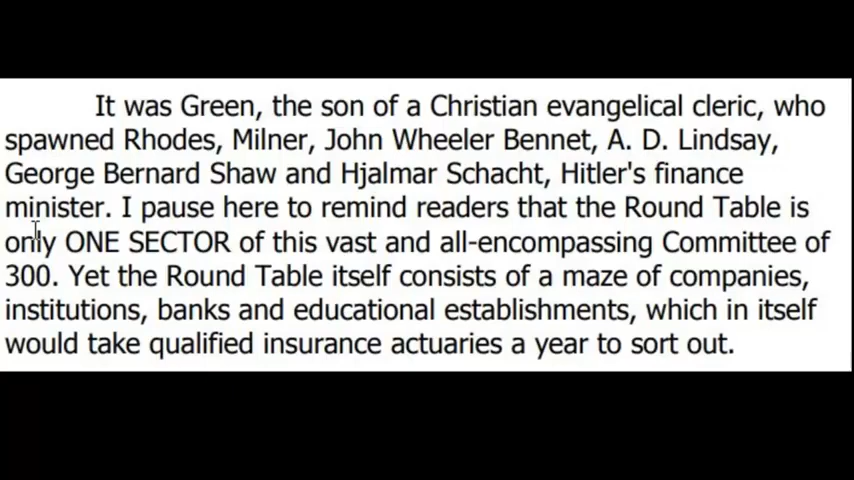 It was Green, the son of a Christian evangelical cleric, who
spawned Rhodes, Milner, John Wheeler Bennet, A. D. Lindsay,
George Bernard Shaw and Hjalmar Schacht, Hitler's finance
minister. I pause here to remind readers that the Round Table is
only ONE SECTOR of this vast and all-encompassing Committee of
300. Yet the Round Table itself consists of a maze of companies,
institutions, banks and educational establishments, which in itself
would take qualified insurance actuaries a year to sort out.